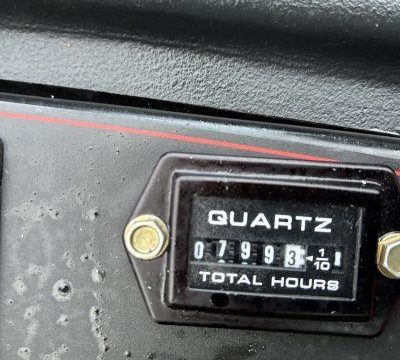 QUARTZ
07993 ◄ 1/10
TOTAL HOURS